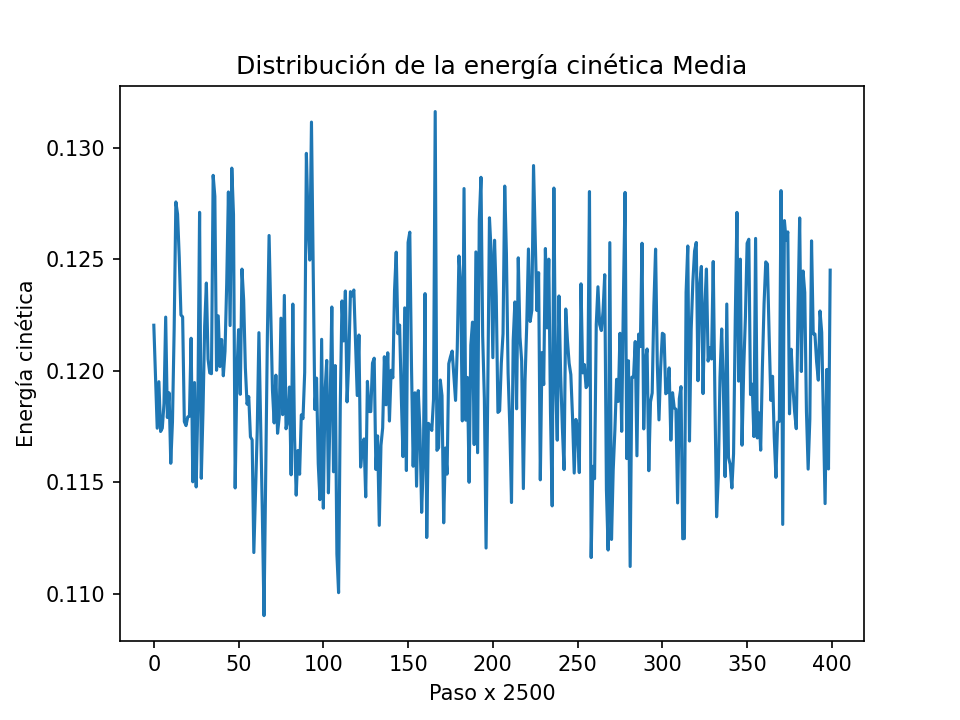 Distribución de la energía cinética Media
Energía cinética
0.130
0.125
0.120
0.115
0.110
0 50 100 150 200 250 300 350 400
Paso x 2500